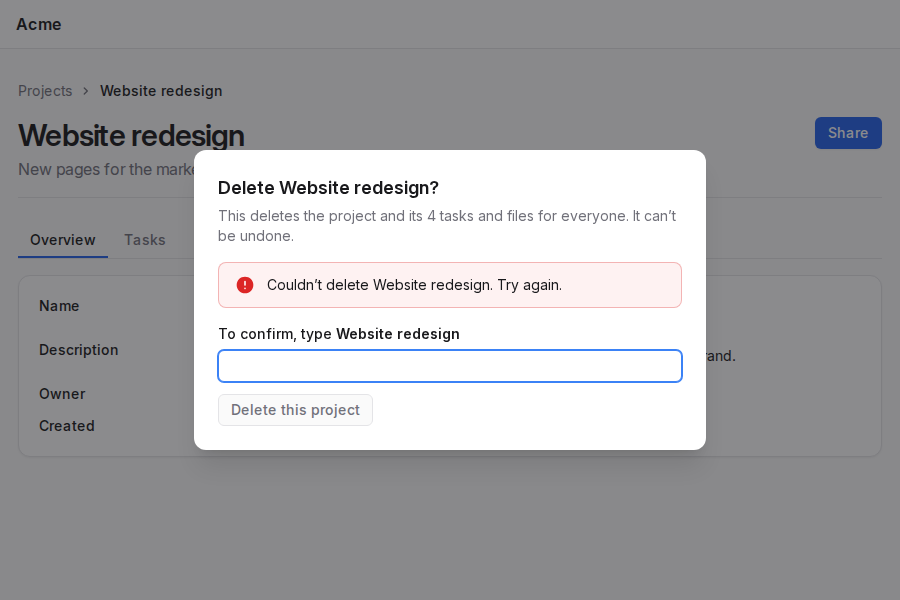 Acme
Projects > Website redesign
Website redesign
Share
New pages for the marke
Overview Tasks
Name
Description
rand.
Owner
Created
Delete Website redesign?
This deletes the project and its 4 tasks and files for everyone. It can’t
be undone.
Couldn’t delete Website redesign. Try again.
To confirm, type Website redesign
Delete this project